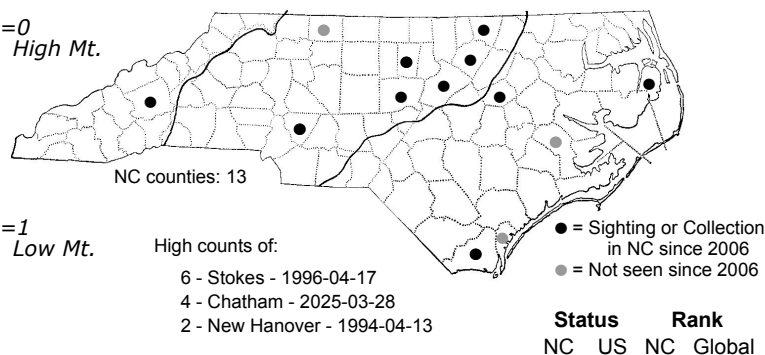 =0
High Mt.
NC counties: 13
=1
Low Mt.
High counts of:
6 - Stokes - 1996-04-17
4 - Chatham - 2025-03-28
2 - New Hanover - 1994-04-13
● = Sighting or Collection
in NC since 2006
● = Not seen since 2006
Status Rank
NC US NC Global